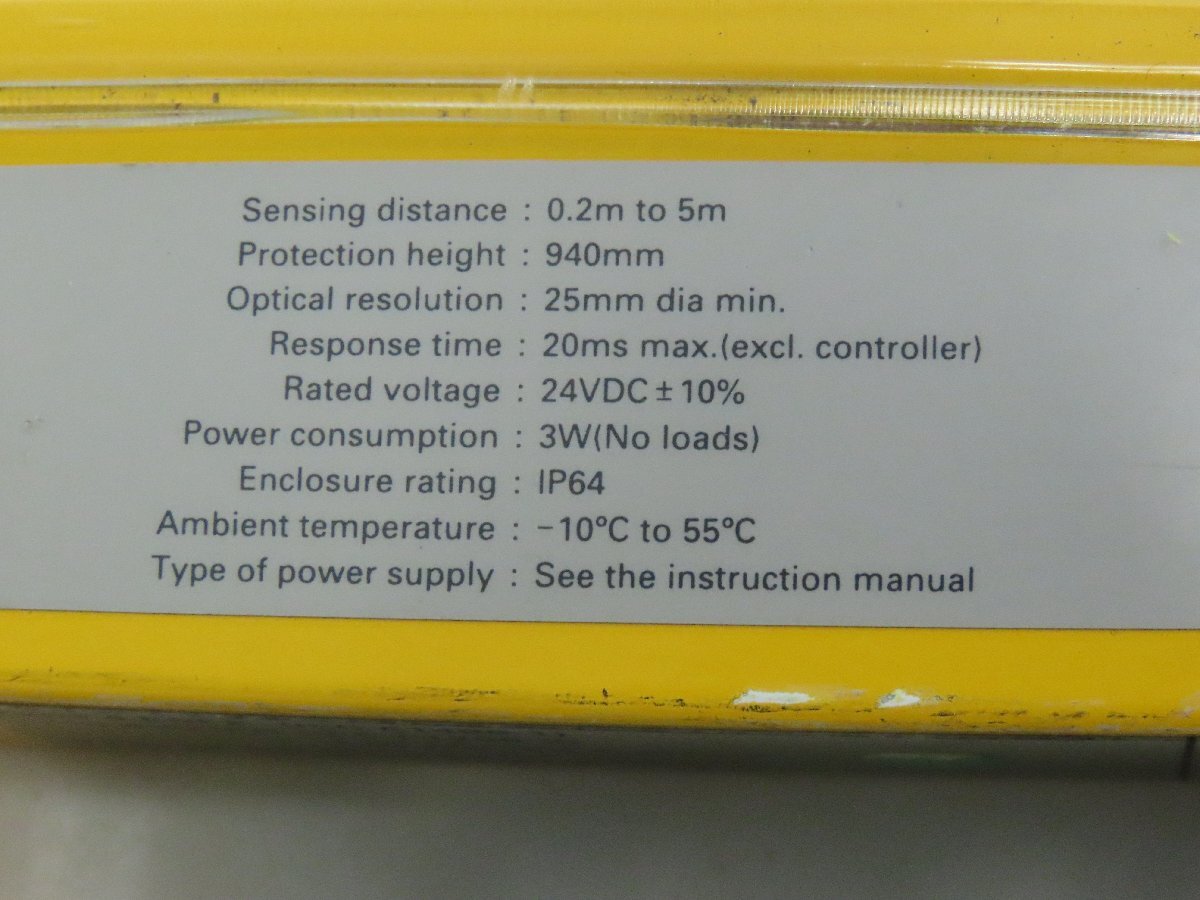 Sensing distance : 0.2m to 5m
Protection height : 940mm
Optical resolution : 25mm dia min.
Response time : 20ms max.(excl. controller)
Rated voltage : 24VDC±10%
Power consumption : 3W(No loads)
Enclosure rating : IP64
Ambient temperature : −10°C to 55°C
Type of power supply : See the instruction manual